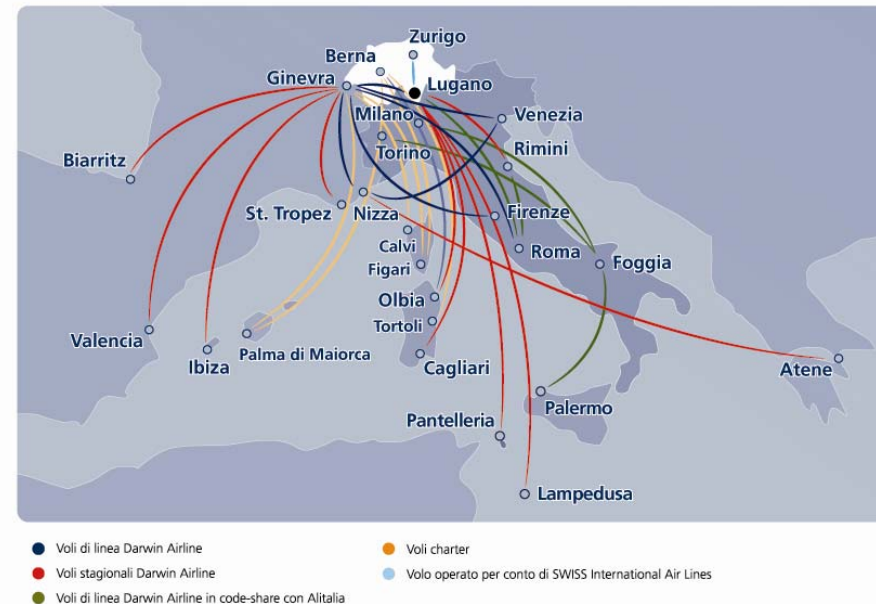 Zurigo
Berna
Ginevra
Lugano
Milano
Venezia
Torino
Rimini
Biarritz
St. Tropez
Nizza
Firenze
Calvi
Roma
Foggia
Figari
Olbia
Tortoli
Valencia
Ibiza
Palma di Maiorca
Cagliari
Atene
Palermo
Pantelleria
Lampedusa
Voli di linea Darwin Airline
Voli charter
Voli stagionali Darwin Airline
Volo operato per conto di SWISS International Air Lines
Voli di linea Darwin Airline in code-share con Alitalia